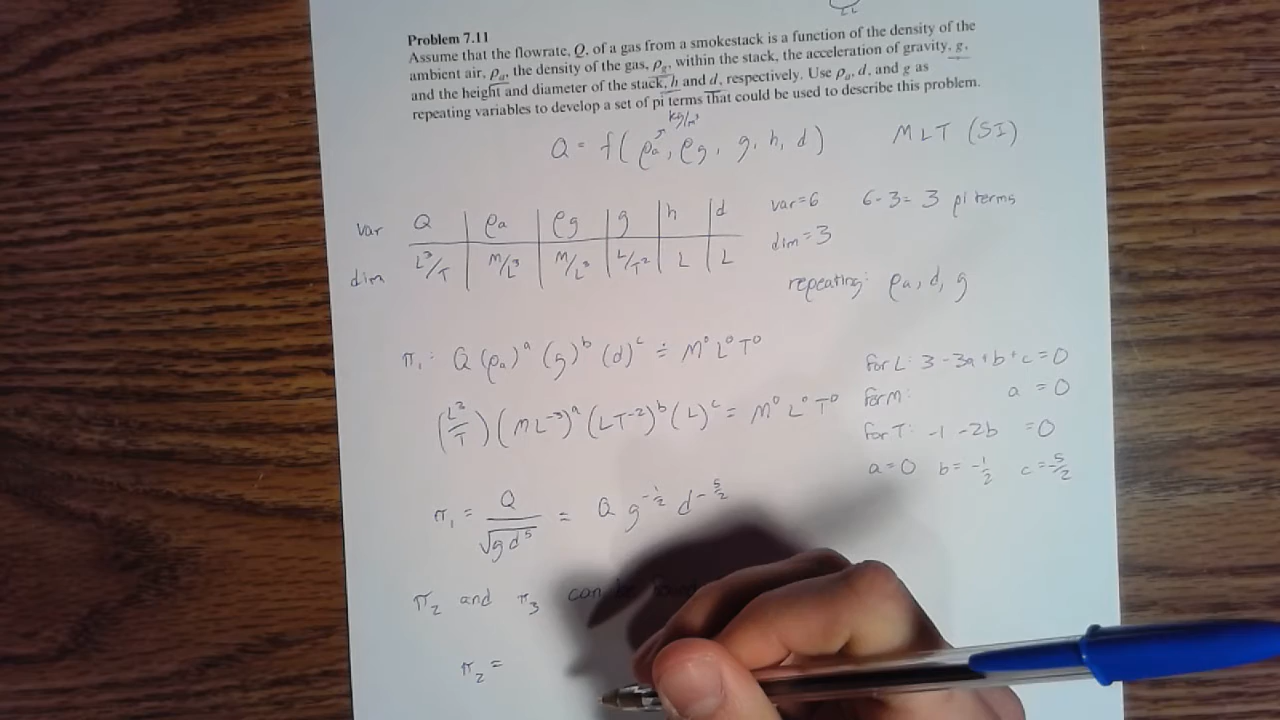 Problem 7.11
Assume that the flowrate, Q, of a gas from a smokestack is a function of the density of the
ambient air, ρa, the density of the gas, ρg, within the stack, the acceleration of gravity, g,
and the height and diameter of the stack, h and d, respectively. Use ρa, d, and g as
repeating variables to develop a set of pi terms that could be used to describe this problem.
kg/m³
Q = f(ρa, ρg, g, h, d) MLT (SI)
var Q ρa ρg g h d var=6 6-3=3 pi terms
dim L³/T M/L³ M/L³ L/T² L L dim=3
repeating: ρa, d, g
π₁: Q (ρa)ᵃ (g)ᵇ (d)ᶜ ≐ M⁰L⁰T⁰
for L: 3-3a+b+c=0
(L³/T)(ML⁻³)ᵃ(LT⁻²)ᵇ(L)ᶜ = M⁰L⁰T⁰
for M: a =0
for T: -1 -2b =0
a=0 b=-1/2 c=-5/2
π₁ = Q/√gd⁵ = Q g^-1/2 d^-5/2
π₂ and π₃ can
π₂ =